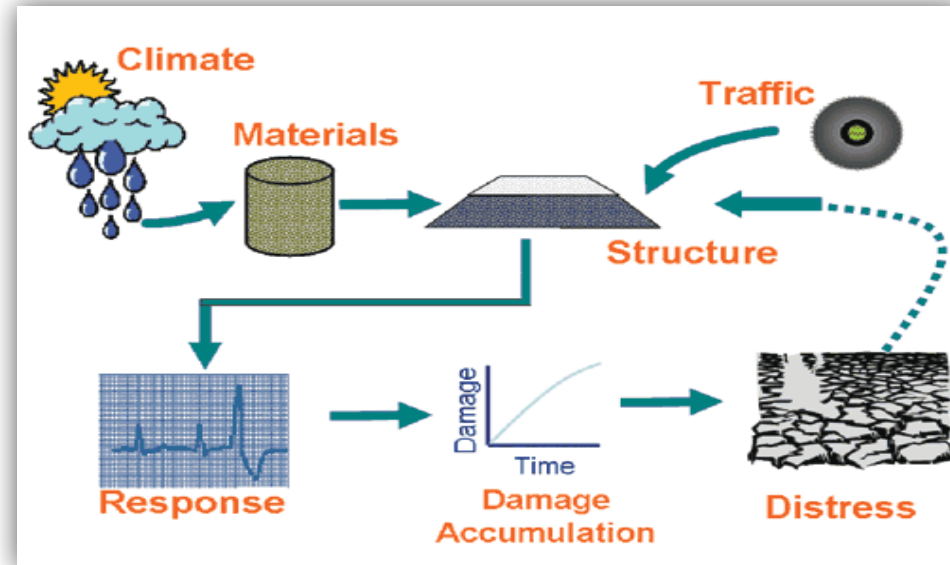 Climate
Traffic
Materials
Structure
Damage
Time
Response
Damage
Accumulation
Distress